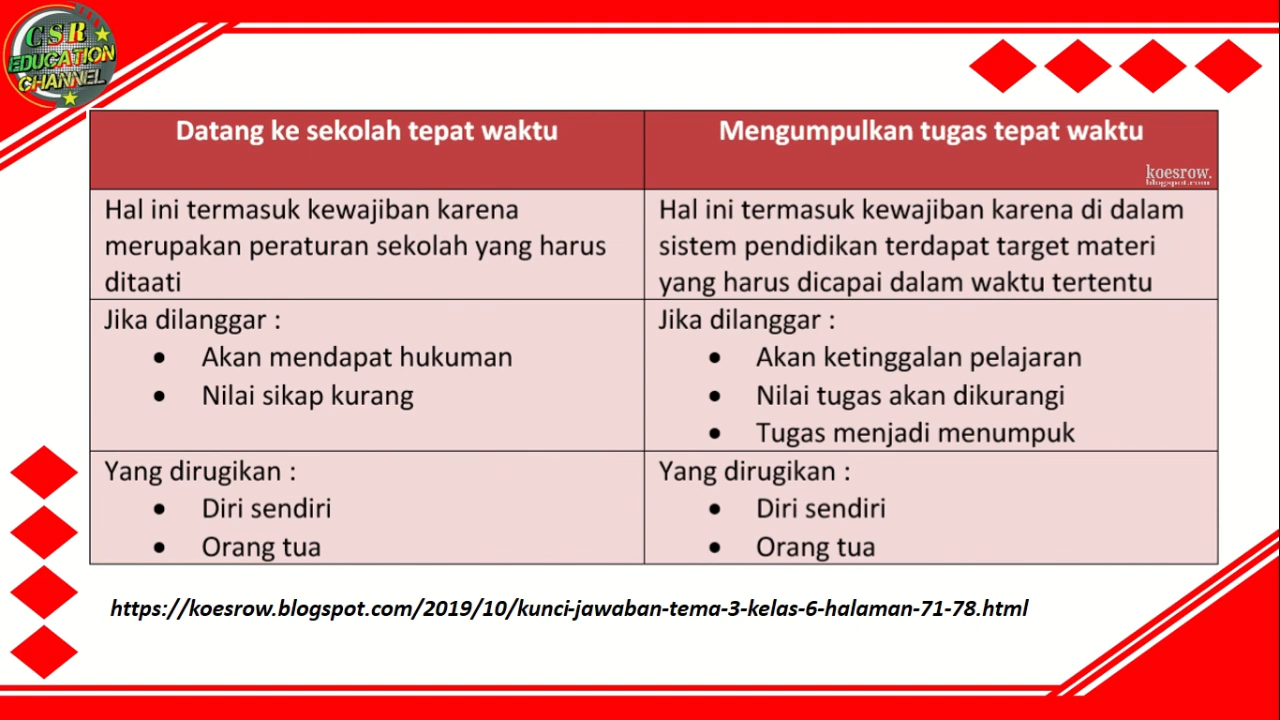 CSR
EDUCATION
CHANNEL
Datang ke sekolah tepat waktu
Mengumpulkan tugas tepat waktu
koesrow.
blogspot.com
Hal ini termasuk kewajiban karena
merupakan peraturan sekolah yang harus
ditaati
Hal ini termasuk kewajiban karena di dalam
sistem pendidikan terdapat target materi
yang harus dicapai dalam waktu tertentu
Jika dilanggar :
• Akan mendapat hukuman
• Nilai sikap kurang
Jika dilanggar :
• Akan ketinggalan pelajaran
• Nilai tugas akan dikurangi
• Tugas menjadi menumpuk
Yang dirugikan :
• Diri sendiri
• Orang tua
Yang dirugikan :
• Diri sendiri
• Orang tua
https://koesrow.blogspot.com/2019/10/kunci-jawaban-tema-3-kelas-6-halaman-71-78.html